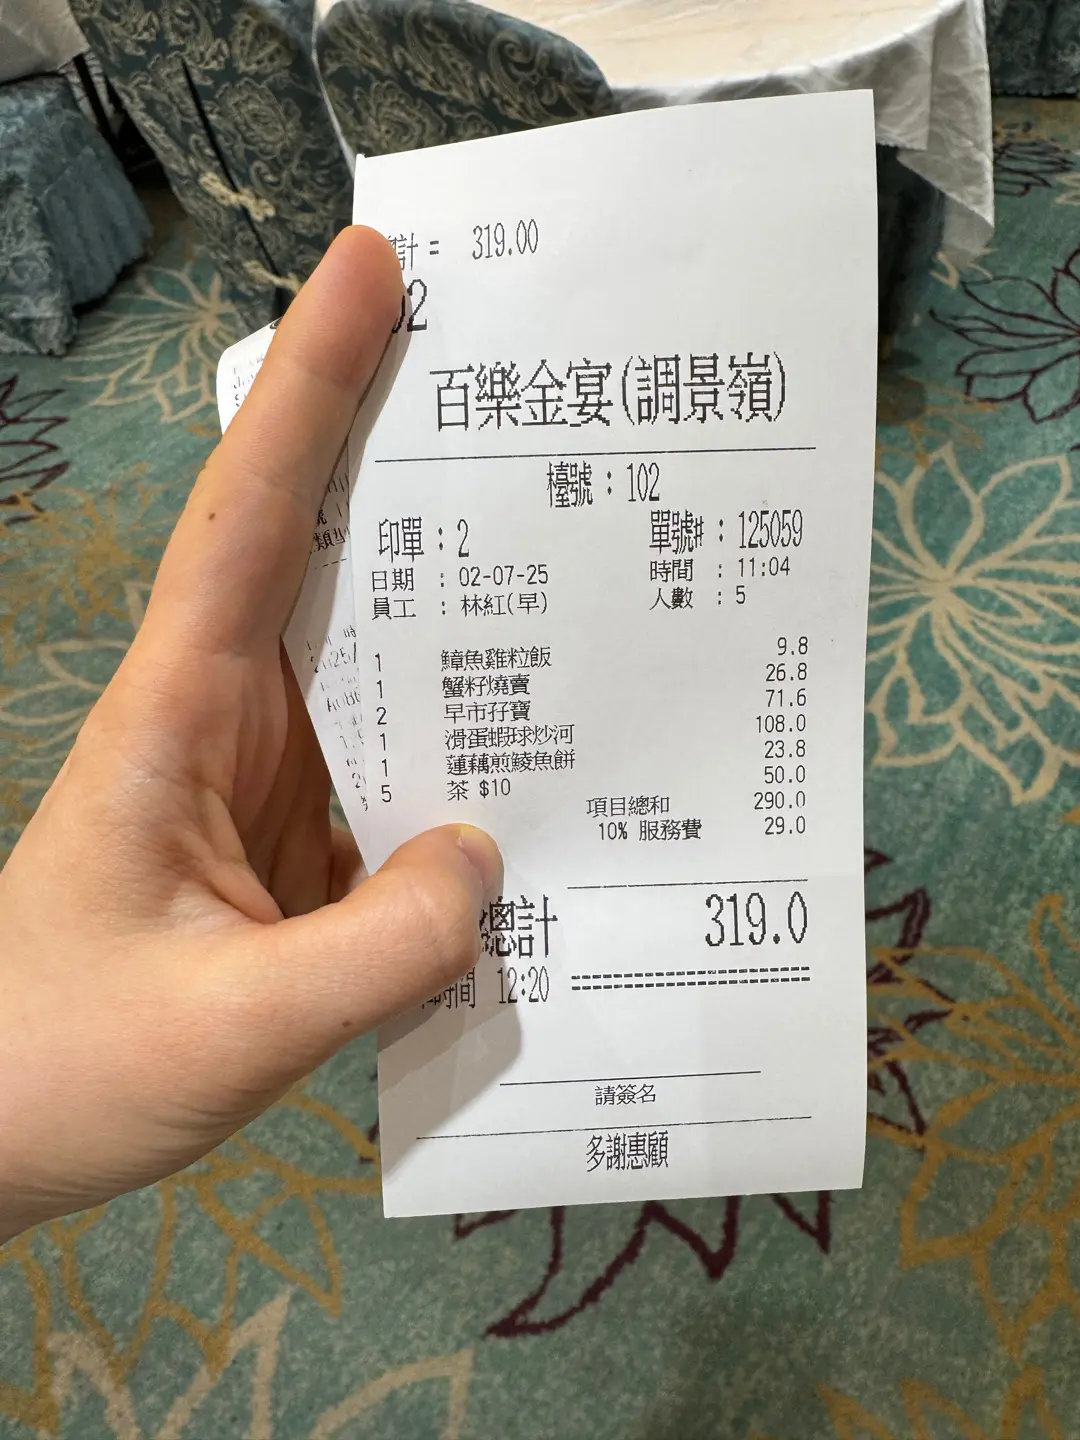 計 = 319.00
02
百樂金宴(調景嶺)
檯號 : 102
印單 : 2 單號# : 125059
日期 : 02-07-25 時間 : 11:04
員工 : 林紅(早) 人數 : 5
1 鱆魚雞粒飯 9.8
1 蟹籽燒賣 26.8
2 早市孖寶 71.6
1 滑蛋蝦球炒河 108.0
1 蓮藕煎鯪魚餅 23.8
5 茶 $10 50.0
項目總和 290.0
10% 服務費 29.0
總計 319.0
時間 12:20
請簽名
多謝惠顧